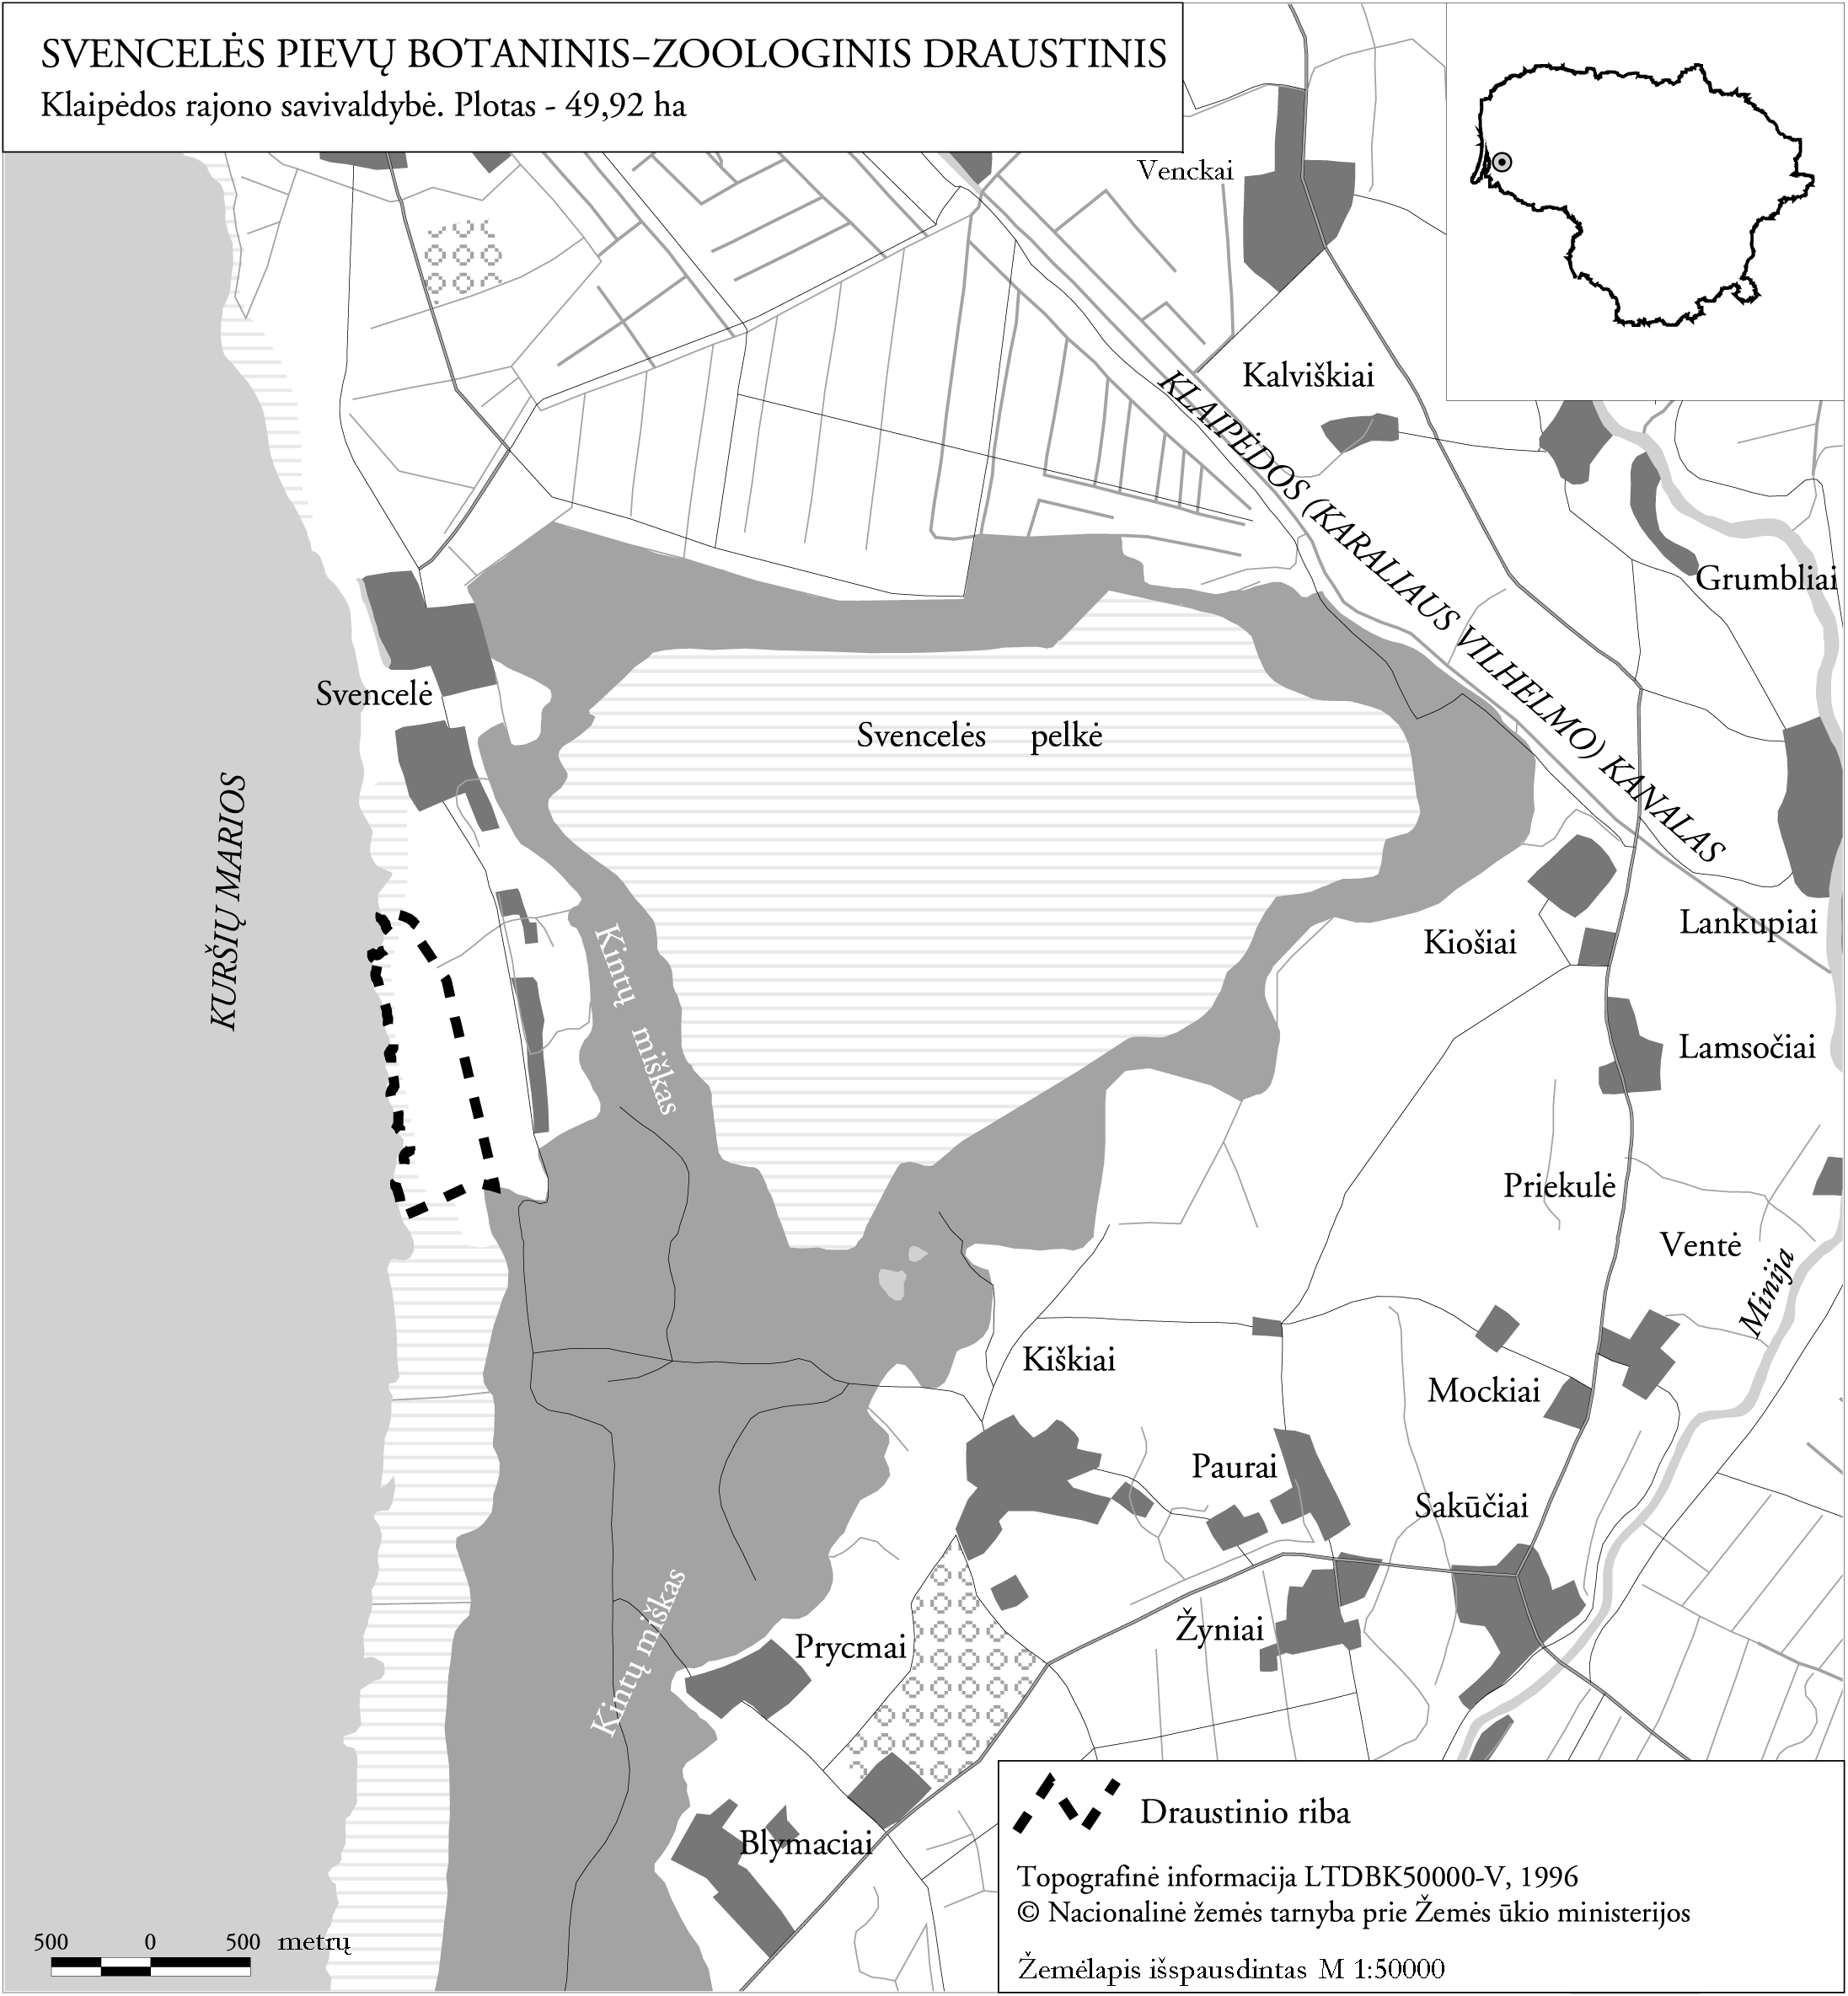 SVENCELĖS PIEVŲ BOTANINIS–ZOOLOGINIS DRAUSTINIS
Klaipėdos rajono savivaldybė. Plotas - 49,92 ha
Venckai
Kalviškiai
KLAIPĖDOS (KARALIAUS VILHELMO) KANALAS
Grumbliai
Svencelė
Svencelės pelkė
KURŠIŲ MARIOS
Kintų miškas
Kiošiai
Lankupiai
Lamsočiai
Priekulė
Ventė
Minija
Kiškiai
Mockiai
Paurai
Sakūčiai
Žyniai
Prycmai
Kintų miškas
Blymaciai
Draustinio riba
Topografinė informacija LTDBK50000-V, 1996
© Nacionalinė žemės tarnyba prie Žemės ūkio ministerijos
Žemėlapis išspausdintas M 1:50000
500 0 500 metrų